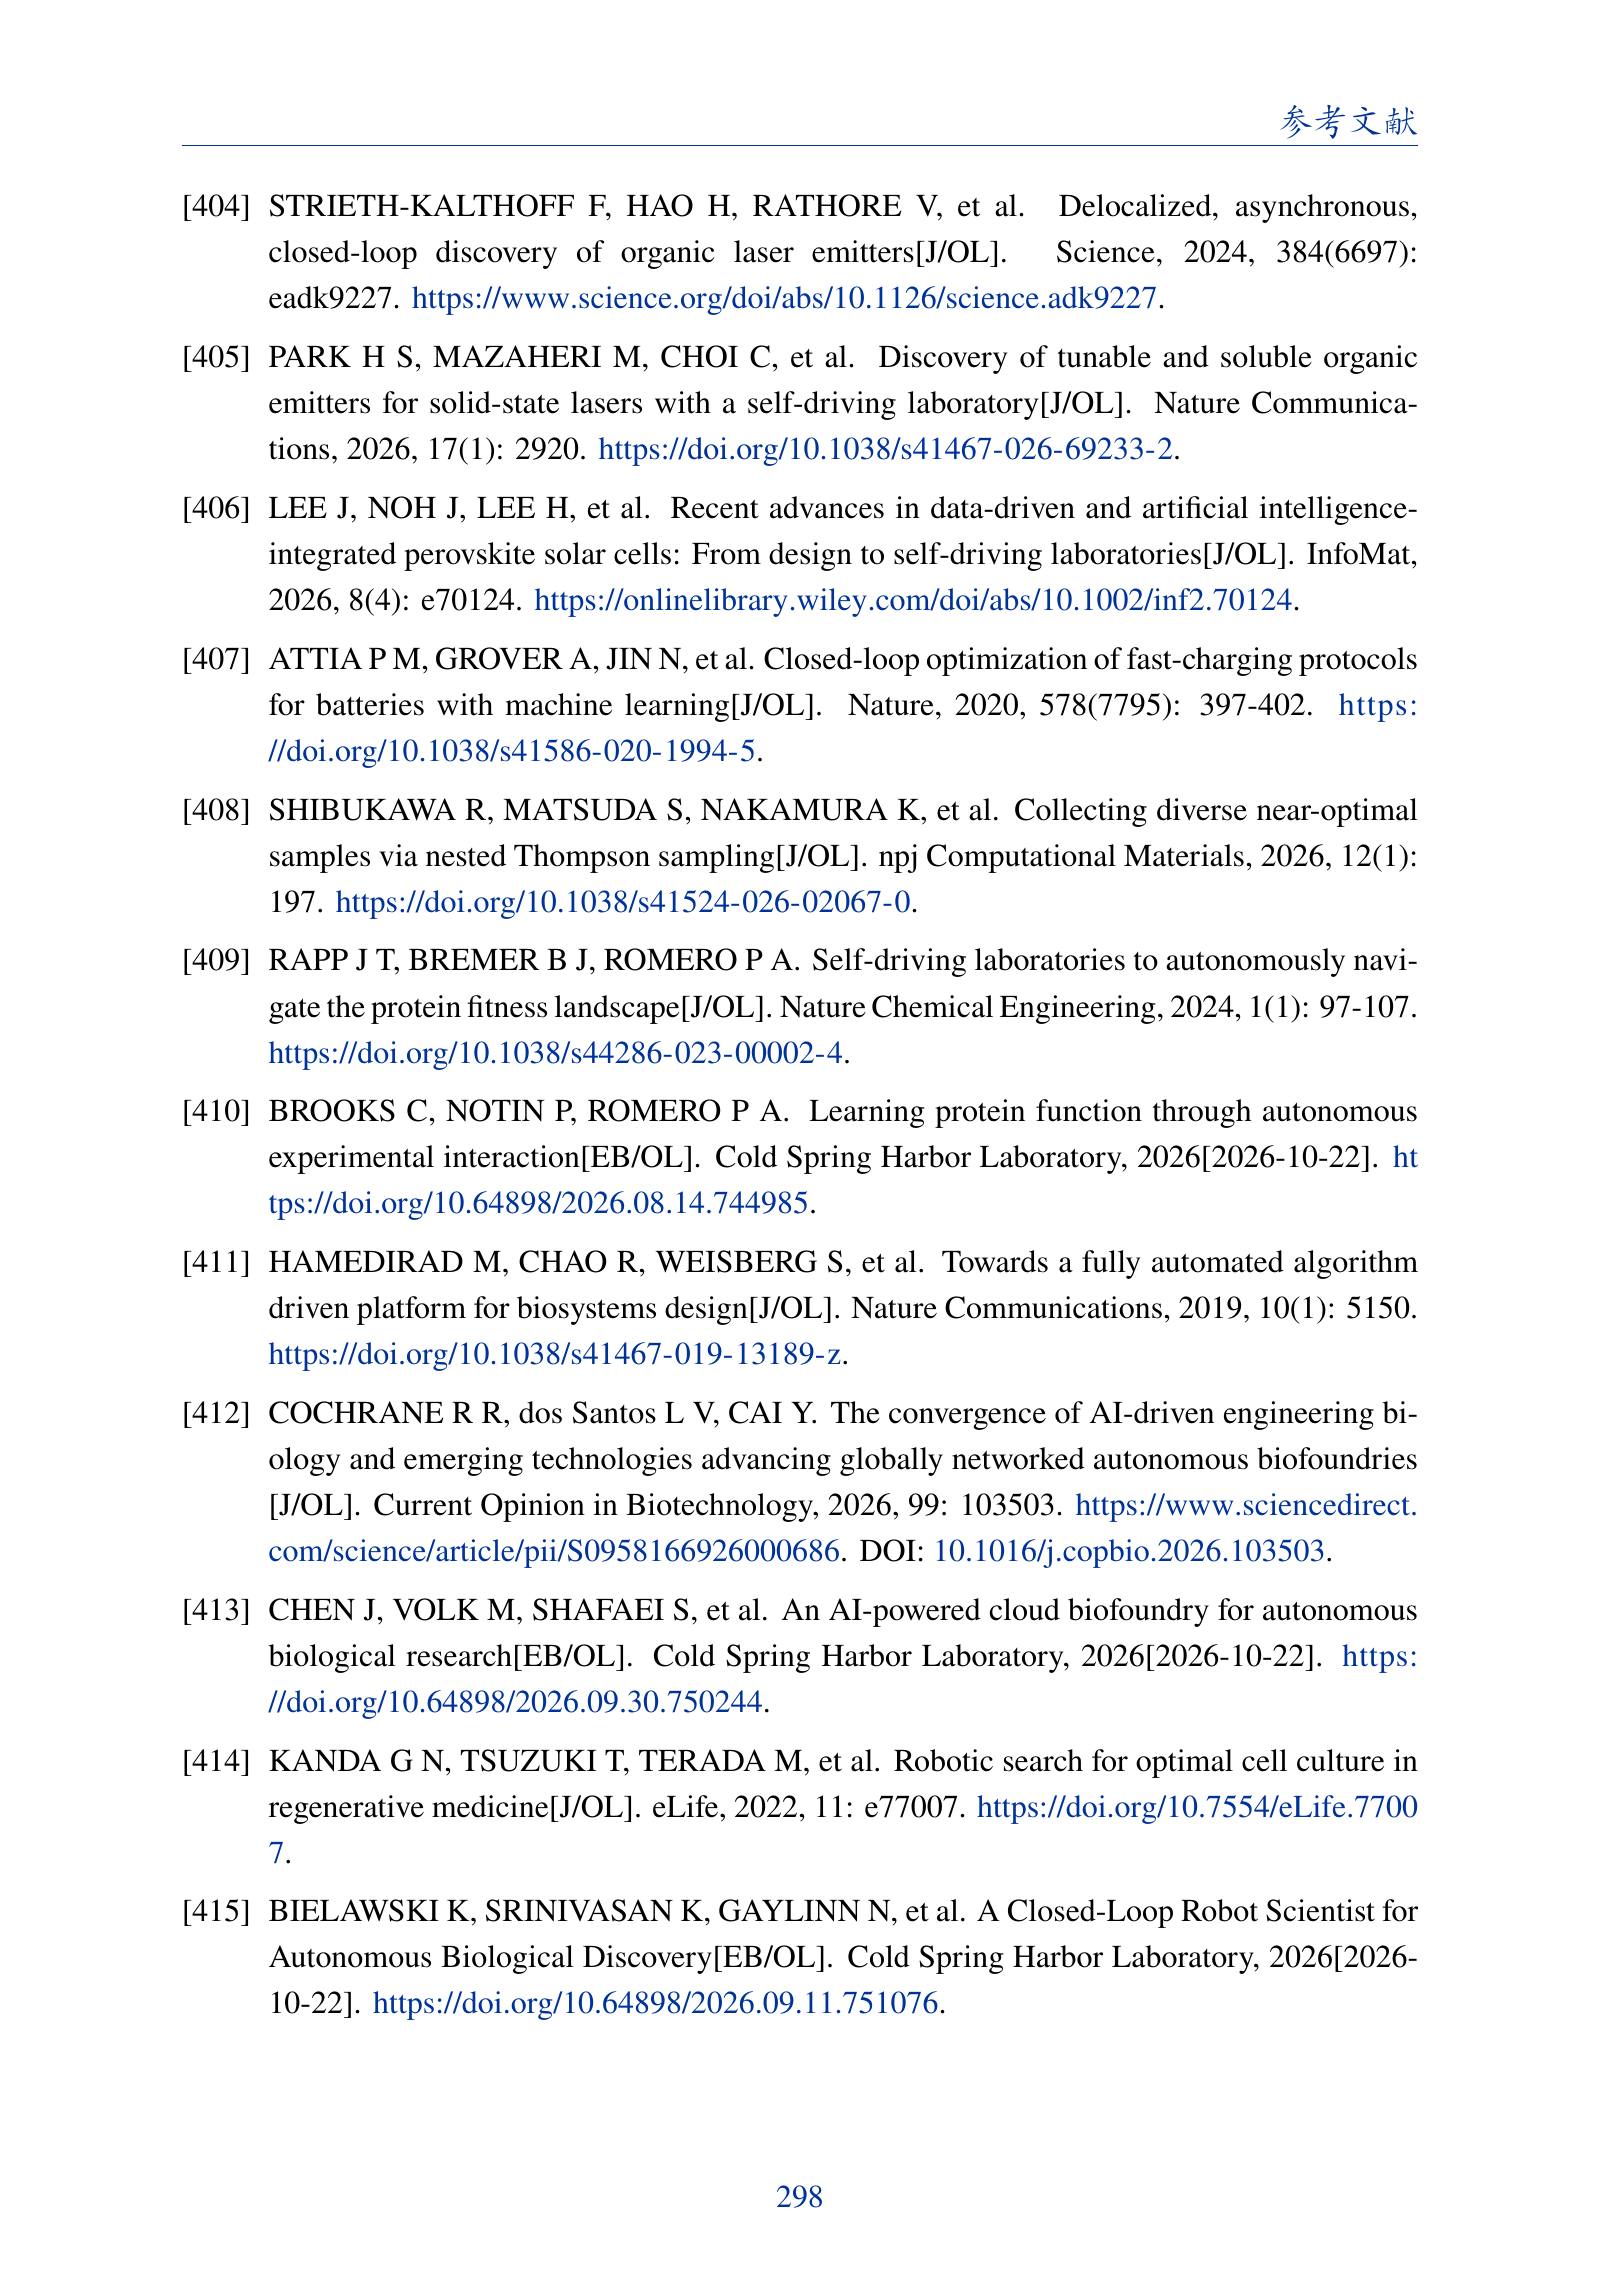 参考文献
[404] STRIETH-KALTHOFF F, HAO H, RATHORE V, et al. Delocalized, asynchronous,
closed-loop discovery of organic laser emitters[J/OL]. Science, 2024, 384(6697):
eadk9227. https://www.science.org/doi/abs/10.1126/science.adk9227.
[405] PARK H S, MAZAHERI M, CHOI C, et al. Discovery of tunable and soluble organic
emitters for solid-state lasers with a self-driving laboratory[J/OL]. Nature Communica-
tions, 2026, 17(1): 2920. https://doi.org/10.1038/s41467-026-69233-2.
[406] LEE J, NOH J, LEE H, et al. Recent advances in data-driven and artificial intelligence-
integrated perovskite solar cells: From design to self-driving laboratories[J/OL]. InfoMat,
2026, 8(4): e70124. https://onlinelibrary.wiley.com/doi/abs/10.1002/inf2.70124.
[407] ATTIA P M, GROVER A, JIN N, et al. Closed-loop optimization of fast-charging protocols
for batteries with machine learning[J/OL]. Nature, 2020, 578(7795): 397-402. https:
//doi.org/10.1038/s41586-020-1994-5.
[408] SHIBUKAWA R, MATSUDA S, NAKAMURA K, et al. Collecting diverse near-optimal
samples via nested Thompson sampling[J/OL]. npj Computational Materials, 2026, 12(1):
197. https://doi.org/10.1038/s41524-026-02067-0.
[409] RAPP J T, BREMER B J, ROMERO P A. Self-driving laboratories to autonomously navi-
gate the protein fitness landscape[J/OL]. Nature Chemical Engineering, 2024, 1(1): 97-107.
https://doi.org/10.1038/s44286-023-00002-4.
[410] BROOKS C, NOTIN P, ROMERO P A. Learning protein function through autonomous
experimental interaction[EB/OL]. Cold Spring Harbor Laboratory, 2026[2026-10-22]. ht
tps://doi.org/10.64898/2026.08.14.744985.
[411] HAMEDIRAD M, CHAO R, WEISBERG S, et al. Towards a fully automated algorithm
driven platform for biosystems design[J/OL]. Nature Communications, 2019, 10(1): 5150.
https://doi.org/10.1038/s41467-019-13189-z.
[412] COCHRANE R R, dos Santos L V, CAI Y. The convergence of AI-driven engineering bi-
ology and emerging technologies advancing globally networked autonomous biofoundries
[J/OL]. Current Opinion in Biotechnology, 2026, 99: 103503. https://www.sciencedirect.
com/science/article/pii/S0958166926000686. DOI: 10.1016/j.copbio.2026.103503.
[413] CHEN J, VOLK M, SHAFAEI S, et al. An AI-powered cloud biofoundry for autonomous
biological research[EB/OL]. Cold Spring Harbor Laboratory, 2026[2026-10-22]. https:
//doi.org/10.64898/2026.09.30.750244.
[414] KANDA G N, TSUZUKI T, TERADA M, et al. Robotic search for optimal cell culture in
regenerative medicine[J/OL]. eLife, 2022, 11: e77007. https://doi.org/10.7554/eLife.7700
7.
[415] BIELAWSKI K, SRINIVASAN K, GAYLINN N, et al. A Closed-Loop Robot Scientist for
Autonomous Biological Discovery[EB/OL]. Cold Spring Harbor Laboratory, 2026[2026-
10-22]. https://doi.org/10.64898/2026.09.11.751076.
298